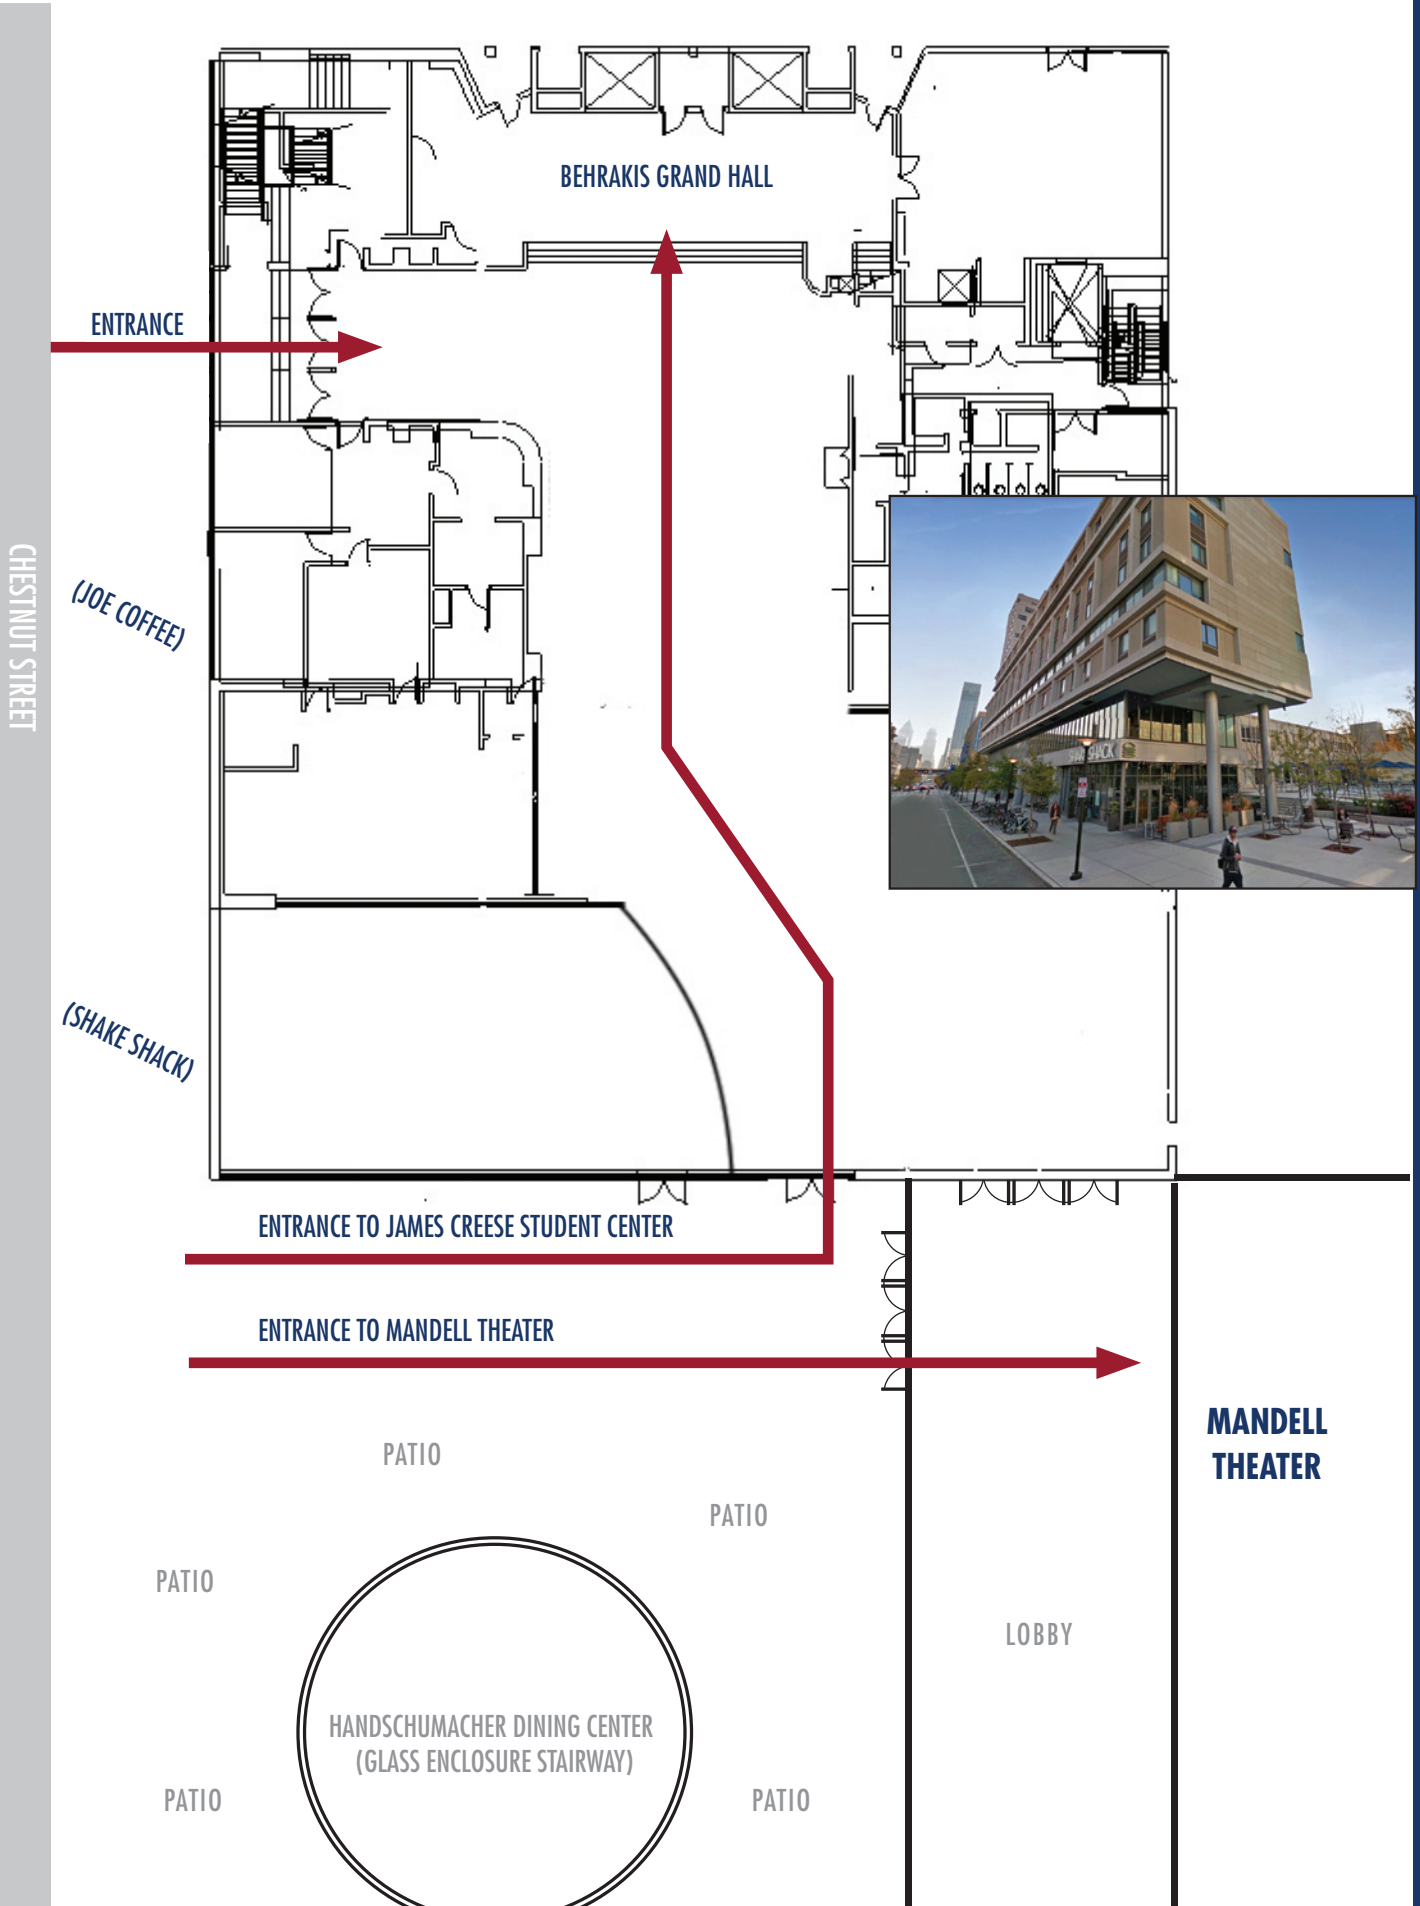 BEHRAKIS GRAND HALL
ENTRANCE
CHESTNUT STREET
(JOE COFFEE)
SHACK
(SHAKE SHACK)
ENTRANCE TO JAMES CREESE STUDENT CENTER
ENTRANCE TO MANDELL THEATER
MANDELL
THEATER
PATIO
PATIO
PATIO
LOBBY
HANDSCHUMACHER DINING CENTER
(GLASS ENCLOSURE STAIRWAY)
PATIO
PATIO